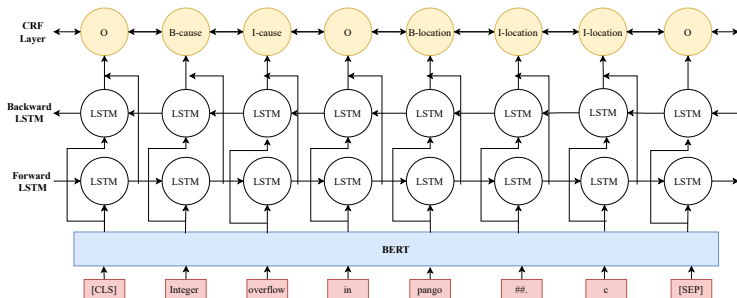 CRF Layer
O B-cause I-cause O B-location I-location I-location O
Backward LSTM
LSTM LSTM LSTM LSTM LSTM LSTM LSTM LSTM
Forward LSTM
LSTM LSTM LSTM LSTM LSTM LSTM LSTM LSTM
BERT
[CLS] Integer overflow in pango ##. c [SEP]